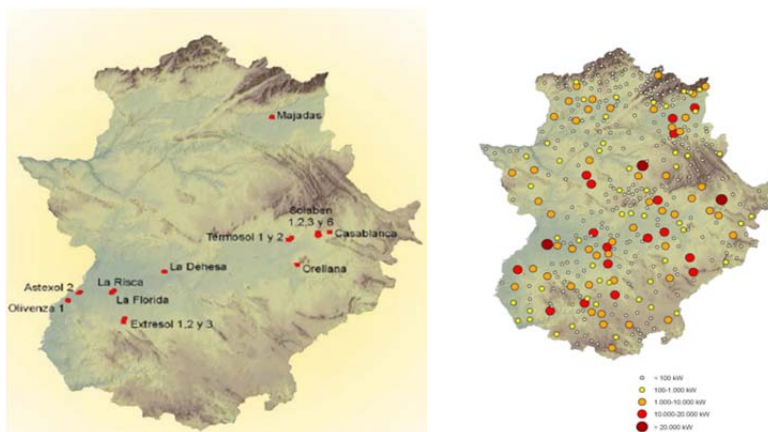 Majadas
Solaben
1,2,3 y 6
Termosol 1 y 2
Casablanca
Orellana
La Dehesa
Astexol 2
La Risca
Olivenza 1
La Florida
Extresol 1,2 y 3
< 100 kW
100-1.000 kW
1.000-10.000 kW
10.000-20.000 kW
> 20.000 kW